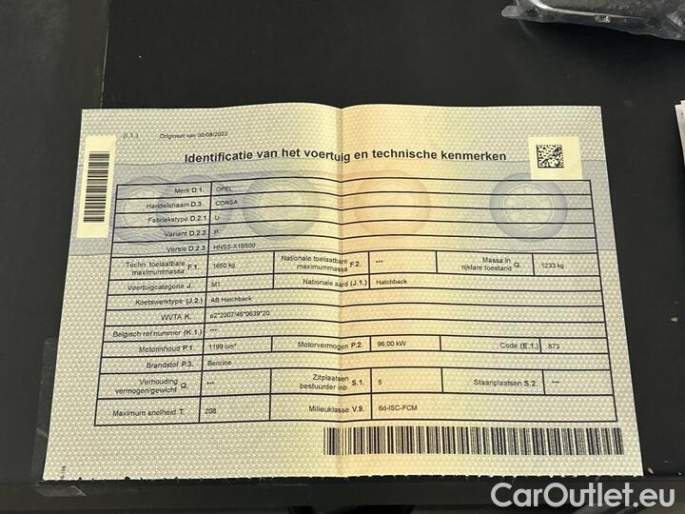 (I.1.) Origineel van 30/08/2022
Identificatie van het voertuig en technische kenmerken
Merk D.1. OPEL
Handelsnaam D.3. CORSA
Fabriekstype D.2.1 U
Variant D.2.2 P
Versie D.2.3 HNSS-X1B500
Techn. toelaatbare maximummassa F.1. 1650 kg Nationale toelaatbare maximummassa F.2. *** Massa in rijklare toestand G. 1233 kg
Voertuigcategorie J. M1 Nationale aard (J.1.) Hatchback
Koetswerktype (J.2.) AB Hatchback
WVTA K. e2*2007/46*0639*20
Belgisch ref.nummer (K.1.) ***
Motorinhoud P.1. 1199 cm³ Motorvermogen P.2. 96,00 kW Code (E.1.) 873
Brandstof P.3. Benzine
Verhouding vermogen/gewicht Q. *** Zitplaatsen bestuurder inb. S.1. 5 Staanplaatsen S.2. ***
Maximum snelheid T. 208 Milieuklasse V.9. 6d-ISC-FCM
CarOutlet.eu